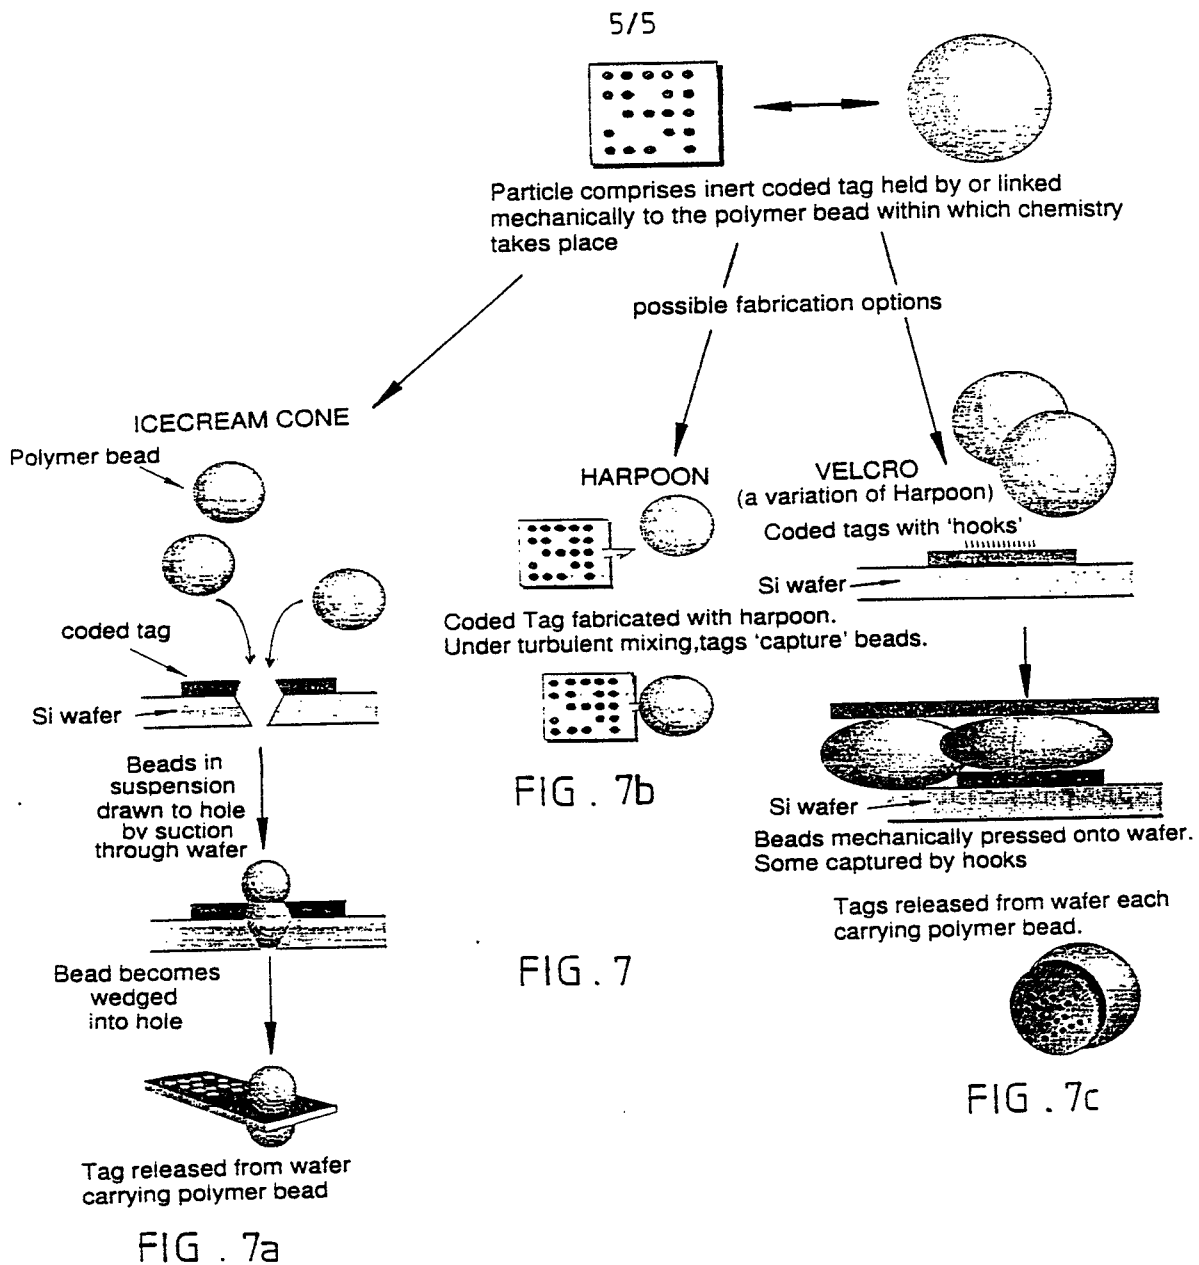 5/5
Particle comprises inert coded tag held by or linked
mechanically to the polymer bead within which chemistry
takes place
possible fabrication options
ICECREAM CONE
Polymer bead
coded tag
Si wafer
Beads in
suspension
drawn to hole
by suction
through wafer
Bead becomes
wedged
into hole
Tag released from wafer
carrying polymer bead
FIG . 7a
HARPOON
Coded Tag fabricated with harpoon.
Under turbulent mixing,tags 'capture' beads.
FIG . 7b
FIG . 7
VELCRO
(a variation of Harpoon)
Coded tags with 'hooks'
Si wafer
Si wafer
Beads mechanically pressed onto wafer.
Some captured by hooks
Tags released from wafer each
carrying polymer bead.
FIG . 7c